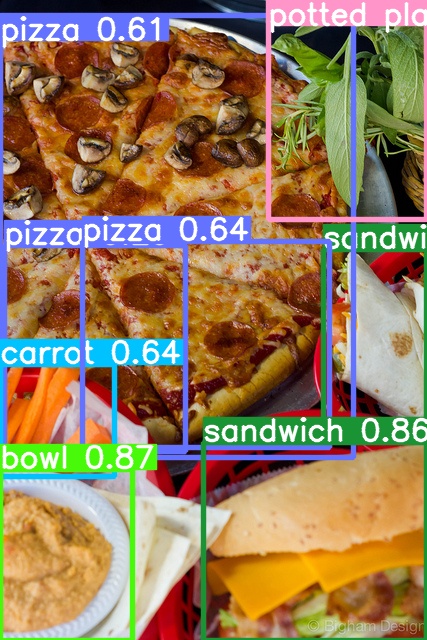 potted pla
pizza 0.61
pizza
pizza 0.64
sandwi
carrot 0.64
sandwich 0.86
bowl 0.87
© Bigham Design